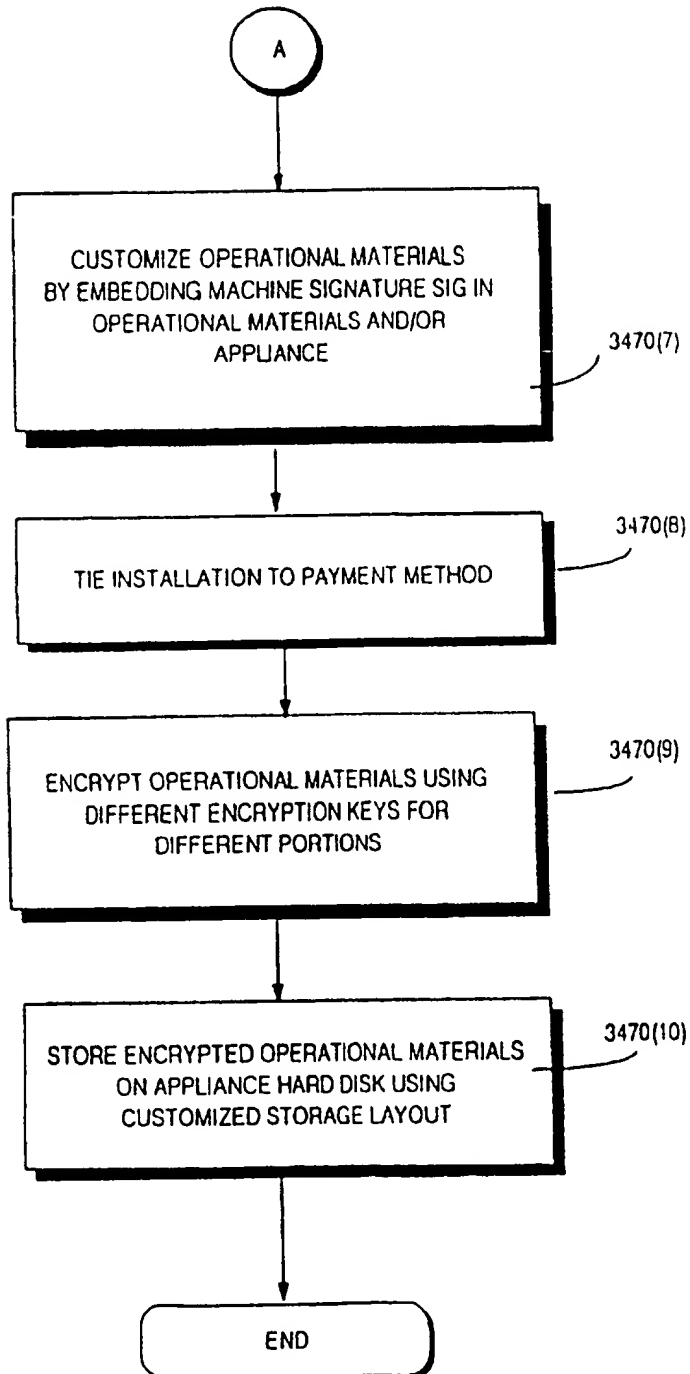 A
CUSTOMIZE OPERATIONAL MATERIALS
BY EMBEDDING MACHINE SIGNATURE SIG IN
OPERATIONAL MATERIALS AND/OR
APPLIANCE
3470(7)
3470(8)
TIE INSTALLATION TO PAYMENT METHOD
3470(9)
ENCRYPT OPERATIONAL MATERIALS USING
DIFFERENT ENCRYPTION KEYS FOR
DIFFERENT PORTIONS
3470(10)
STORE ENCRYPTED OPERATIONAL MATERIALS
ON APPLIANCE HARD DISK USING
CUSTOMIZED STORAGE LAYOUT
END